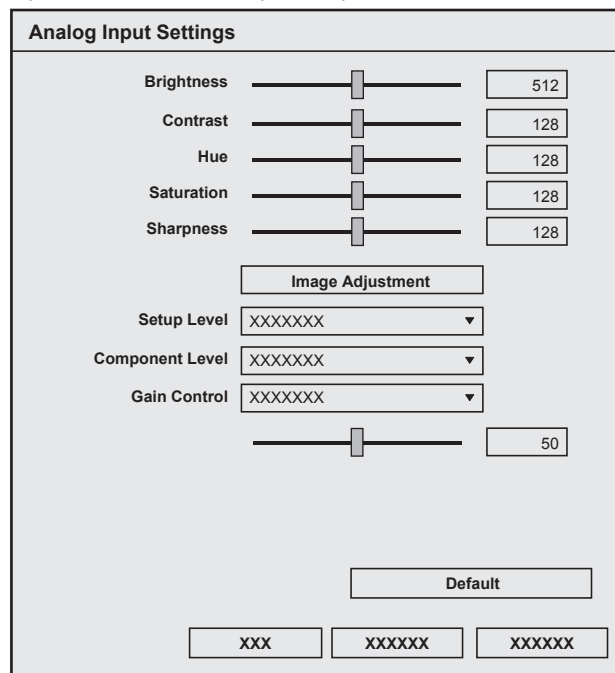 Analog Input Settings
Brightness 512
Contrast 128
Hue 128
Saturation 128
Sharpness 128
Image Adjustment
Setup Level XXXXXXX
Component Level XXXXXXX
Gain Control XXXXXXX
50
Default
XXX XXXXXX XXXXXX